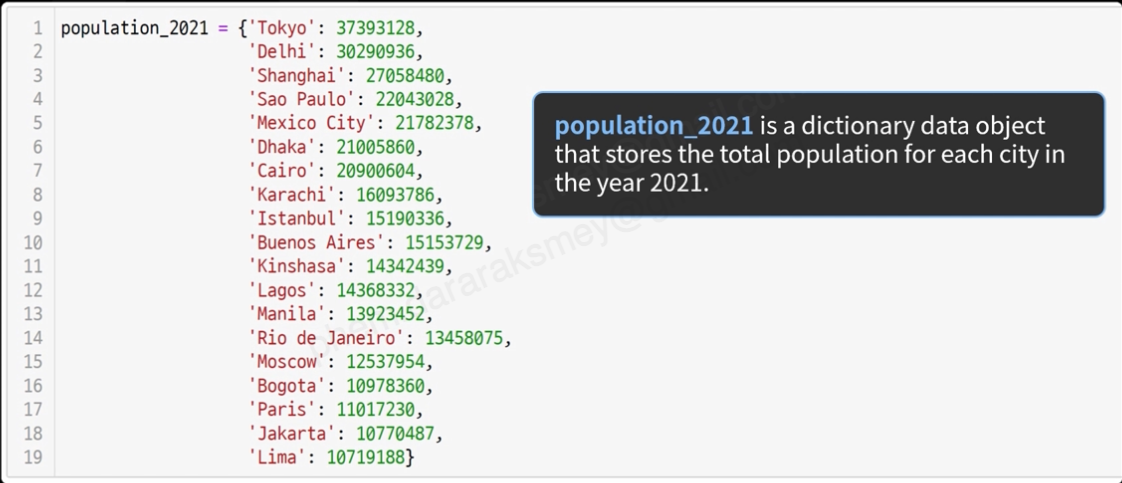 1 population_2021 = {'Tokyo': 37393128,
2 'Delhi': 30290936,
3 'Shanghai': 27058480,
4 'Sao Paulo': 22043028,
5 'Mexico City': 21782378,
6 'Dhaka': 21005860,
7 'Cairo': 20900604,
8 'Karachi': 16093786,
9 'Istanbul': 15190336,
10 'Buenos Aires': 15153729,
11 'Kinshasa': 14342439,
12 'Lagos': 14368332,
13 'Manila': 13923452,
14 'Rio de Janeiro': 13458075,
15 'Moscow': 12537954,
16 'Bogota': 10978360,
17 'Paris': 11017230,
18 'Jakarta': 10770487,
19 'Lima': 10719188}
population_2021 is a dictionary data object
that stores the total population for each city in
the year 2021.